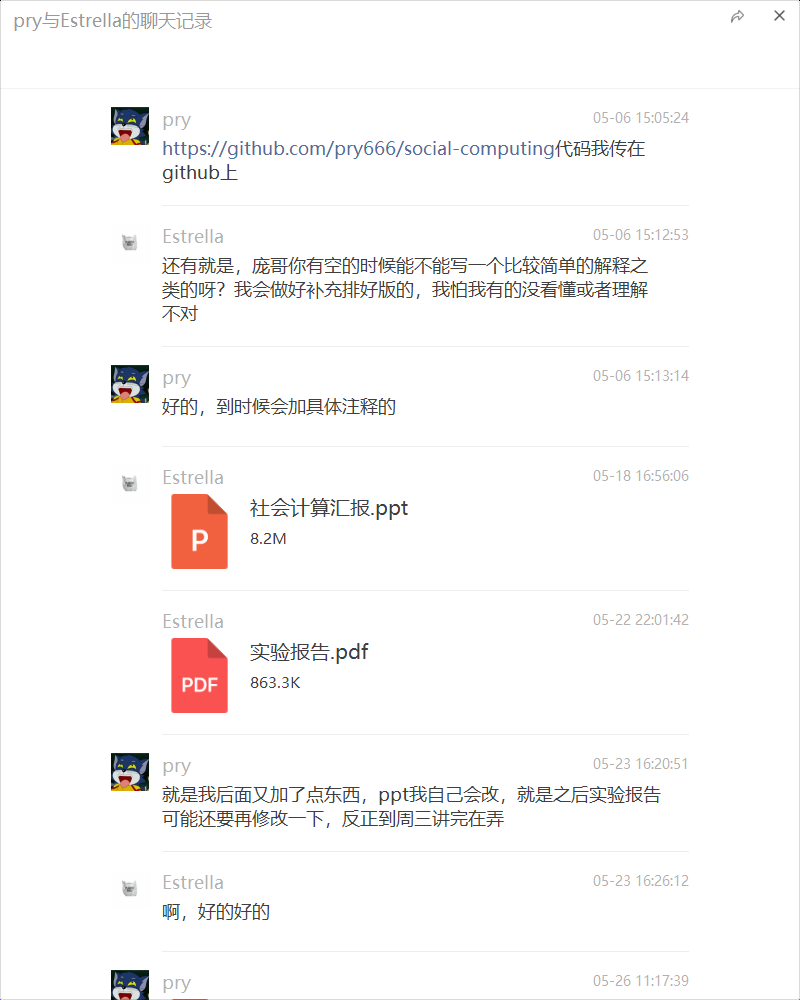 pry与Estrella的聊天记录
pry
05-06 15:05:24
https://github.com/pry666/social-computing代码我传在
github上
Estrella
05-06 15:12:53
还有就是，庞哥你有空的时候能不能写一个比较简单的解释之
类的呀？我会做好补充排好版的，我怕我有的没看懂或者理解
不对
pry
05-06 15:13:14
好的，到时候会加具体注释的
Estrella
05-18 16:56:06
社会计算汇报.ppt
P
8.2M
Estrella
05-22 22:01:42
实验报告.pdf
PDF
863.3K
pry
05-23 16:20:51
就是我后面又加了点东西，ppt我自己会改，就是之后实验报告
可能还要再修改一下，反正到周三讲完在弄
Estrella
05-23 16:26:12
啊，好的好的
pry
05-26 11:17:39